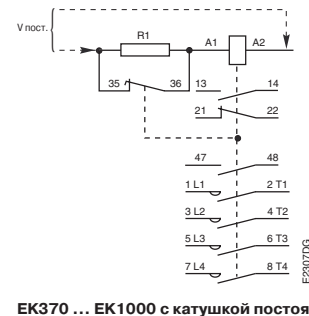 V пост.
R1
A1 A2
35 36 13 14
21 22
47 48
1 L1 2 T1
3 L2 4 T2
5 L3 6 T3
7 L4 8 T4
E2307DG
EK370 ... EK1000 с катушкой постоя